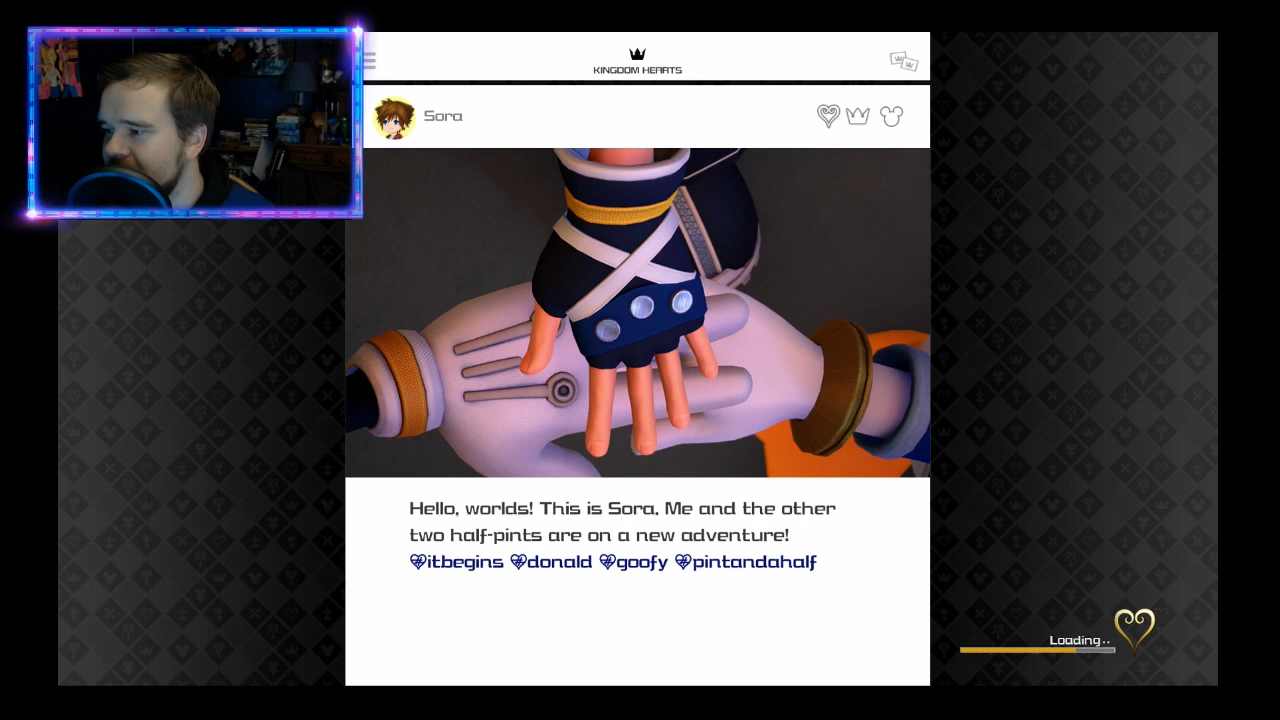 KINGDOM HEARTS
Sora
Hello, worlds! This is Sora. Me and the other
two half-pints are on a new adventure!
itbegins donald goofy pintandahalf
Loading..